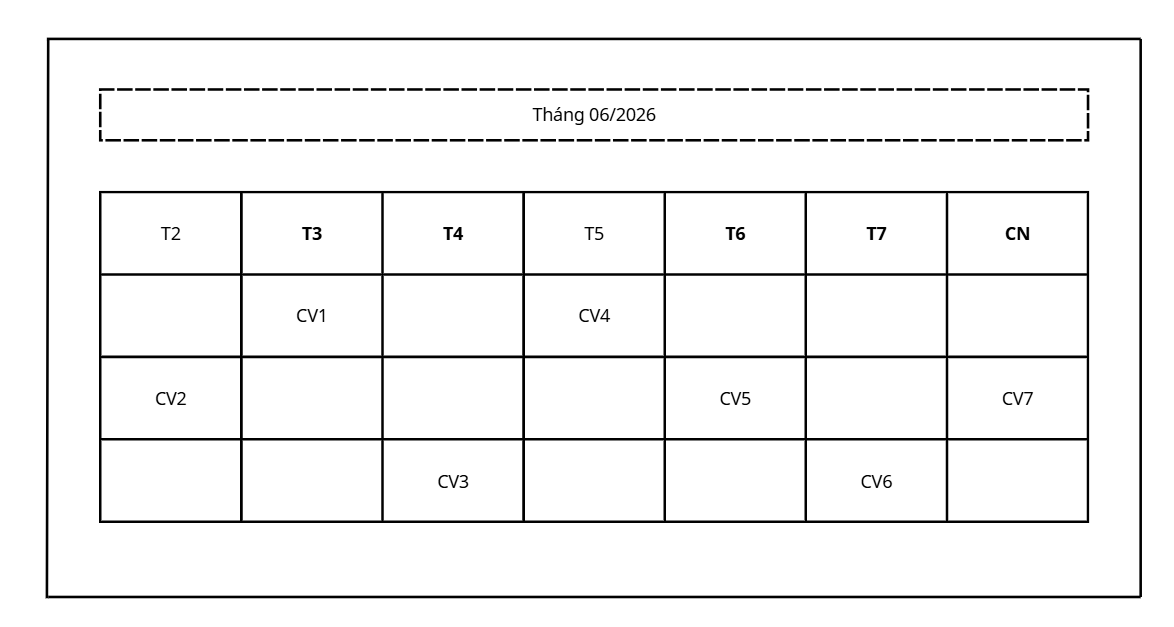 Tháng 06/2026
T2 T3 T4 T5 T6 T7 CN
CV1 CV4
CV2 CV5 CV7
CV3 CV6